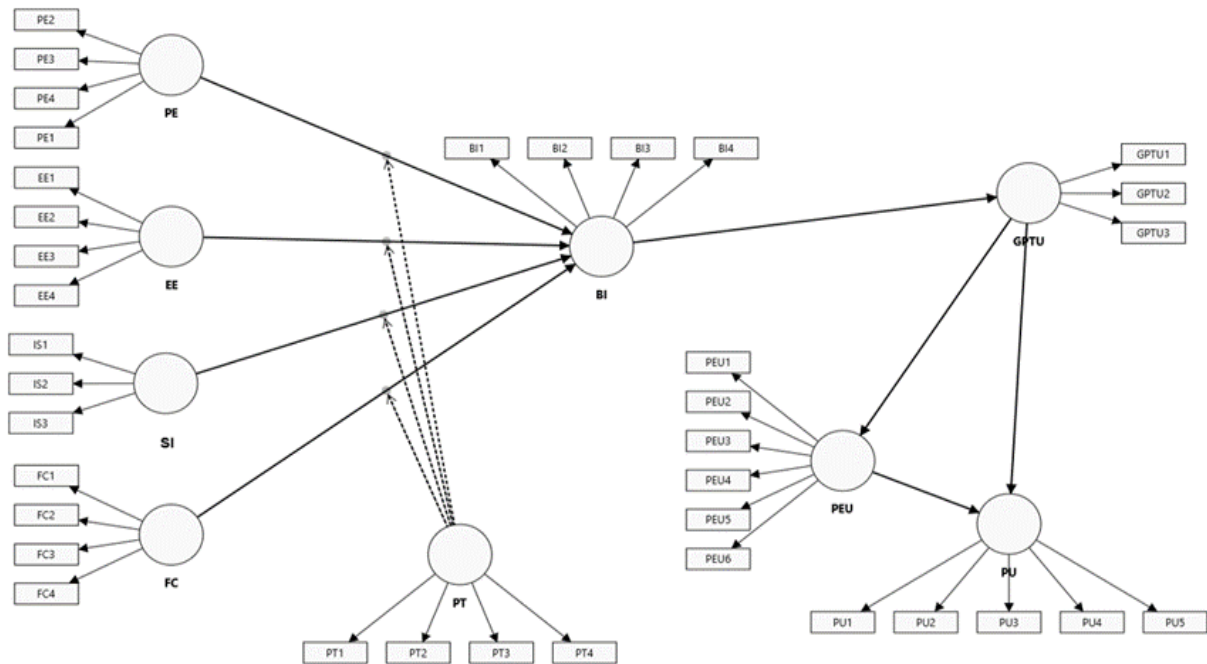 PE2
PE3
PE4
PE1
PE
EE1
EE2
EE3
EE4
EE
IS1
IS2
IS3
SI
FC1
FC2
FC3
FC4
FC
BI1 BI2 BI3 BI4
BI
PT
PT1 PT2 PT3 PT4
GPTU1
GPTU2
GPTU3
GPTU
PEU1
PEU2
PEU3
PEU4
PEU5
PEU6
PEU
PU
PU1 PU2 PU3 PU4 PU5